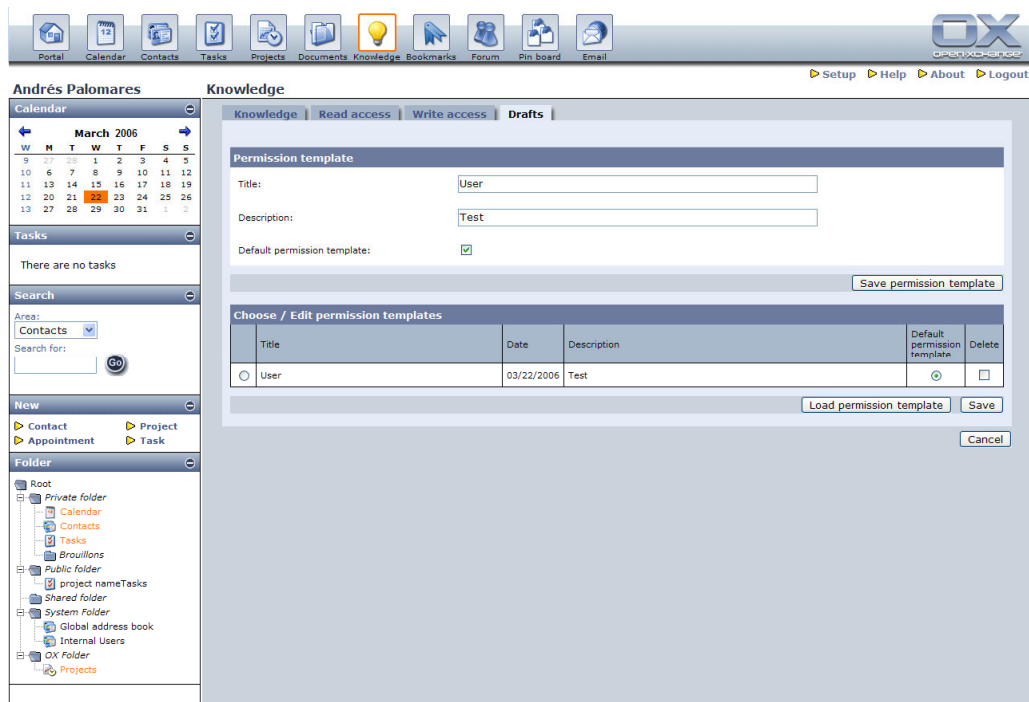 12
Portal Calendar Contacts Tasks Projects Documents Knowledge Bookmarks Forum Pin board Email
OX
OPEN-XCHANGE
Setup Help About Logout
Andrés Palomares
Knowledge
Calendar
March 2006
W M T W T F S S
9 27 28 1 2 3 4 5
10 6 7 8 9 10 11 12
11 13 14 15 16 17 18 19
12 20 21 22 23 24 25 26
13 27 28 29 30 31 1 2
Tasks
There are no tasks
Search
Area:
Contacts
Search for:
Go
New
Contact Project
Appointment Task
Folder
Root
Private folder
Calendar
Contacts
Tasks
Brouillons
Public folder
project nameTasks
Shared folder
System Folder
Global address book
Internal Users
OX Folder
Projects
Knowledge Read access Write access Drafts
Permission template
Title: User
Description: Test
Default permission template:
Save permission template
Choose / Edit permission templates
Title Date Description Default permission template Delete
User 03/22/2006 Test
Load permission template Save
Cancel